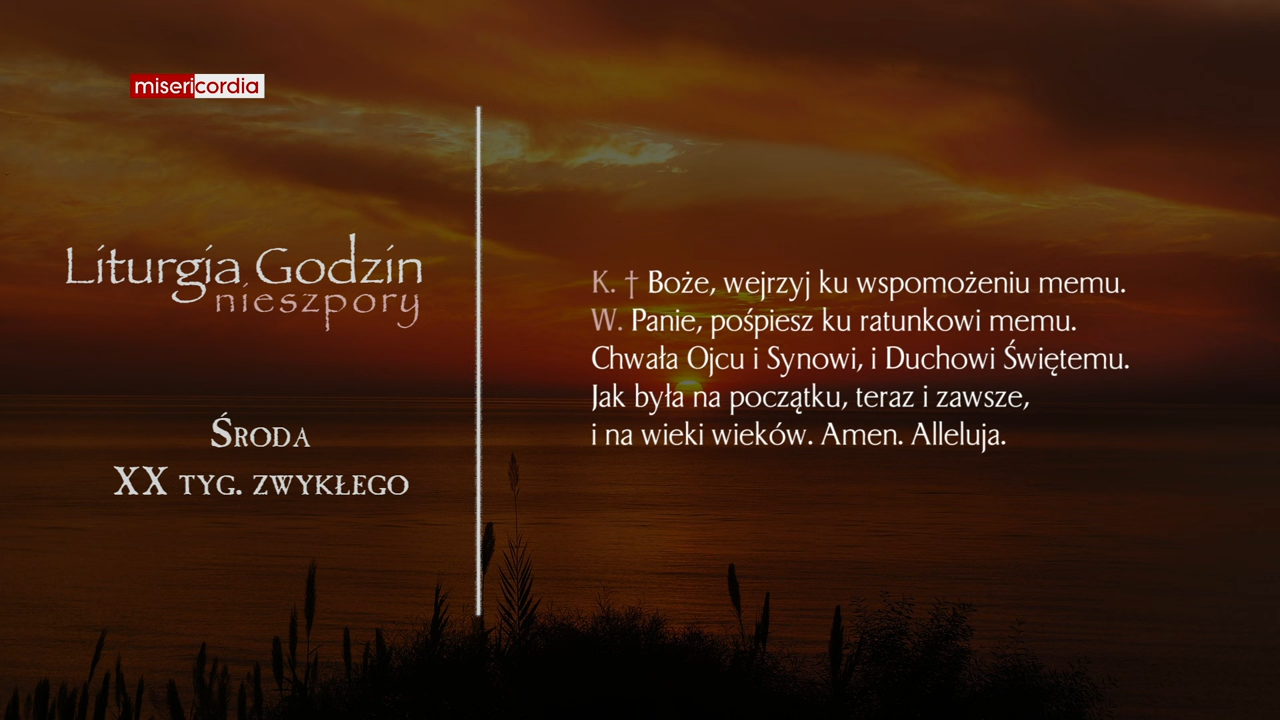 misericordia
Liturgia Godzin
nieszpory
Środa
XX tyg. zwykłego
K. † Boże, wejrzyj ku wspomożeniu memu.
W. Panie, pośpiesz ku ratunkowi memu.
Chwała Ojcu i Synowi, i Duchowi Świętemu.
Jak była na początku, teraz i zawsze,
i na wieki wieków. Amen. Alleluja.